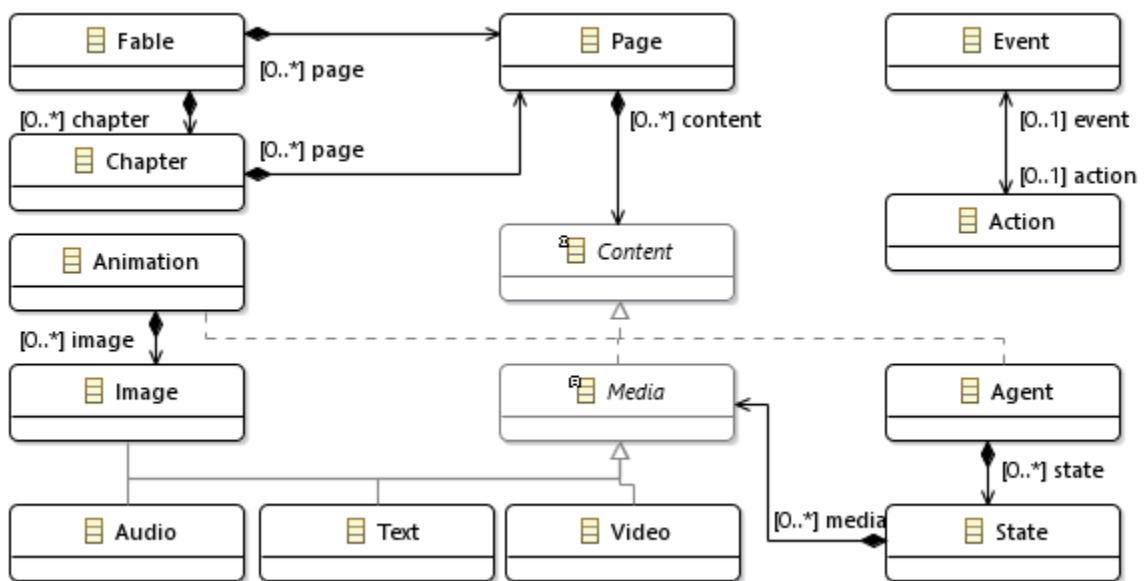 Fable
Page
Event
[0..*] page
[0..*] chapter
[0..*] content
[0..1] event
Chapter
[0..*] page
[0..1] action
Action
Animation
Content
[0..*] image
Image
Media
Agent
[0..*] state
Audio
Text
Video
[0..*] media
State